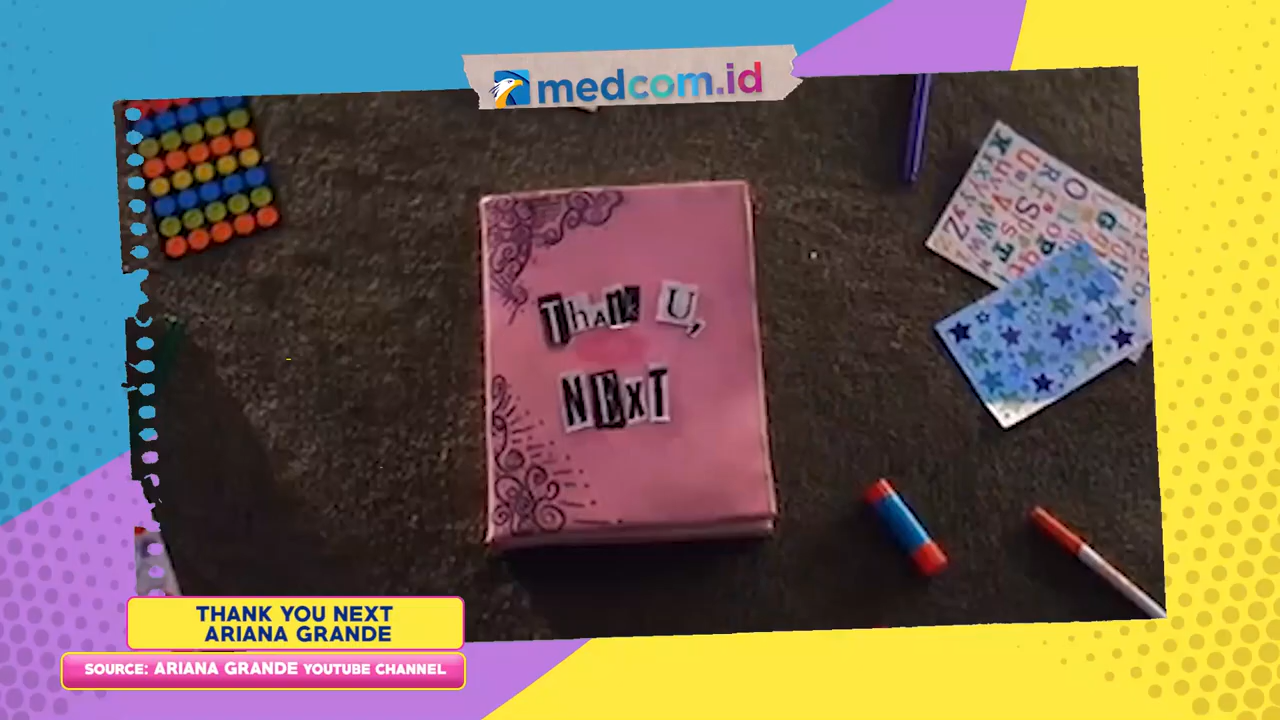 medcom.id
ThANK U,
NExT
THANK YOU NEXT
ARIANA GRANDE
SOURCE: ARIANA GRANDE YOUTUBE CHANNEL